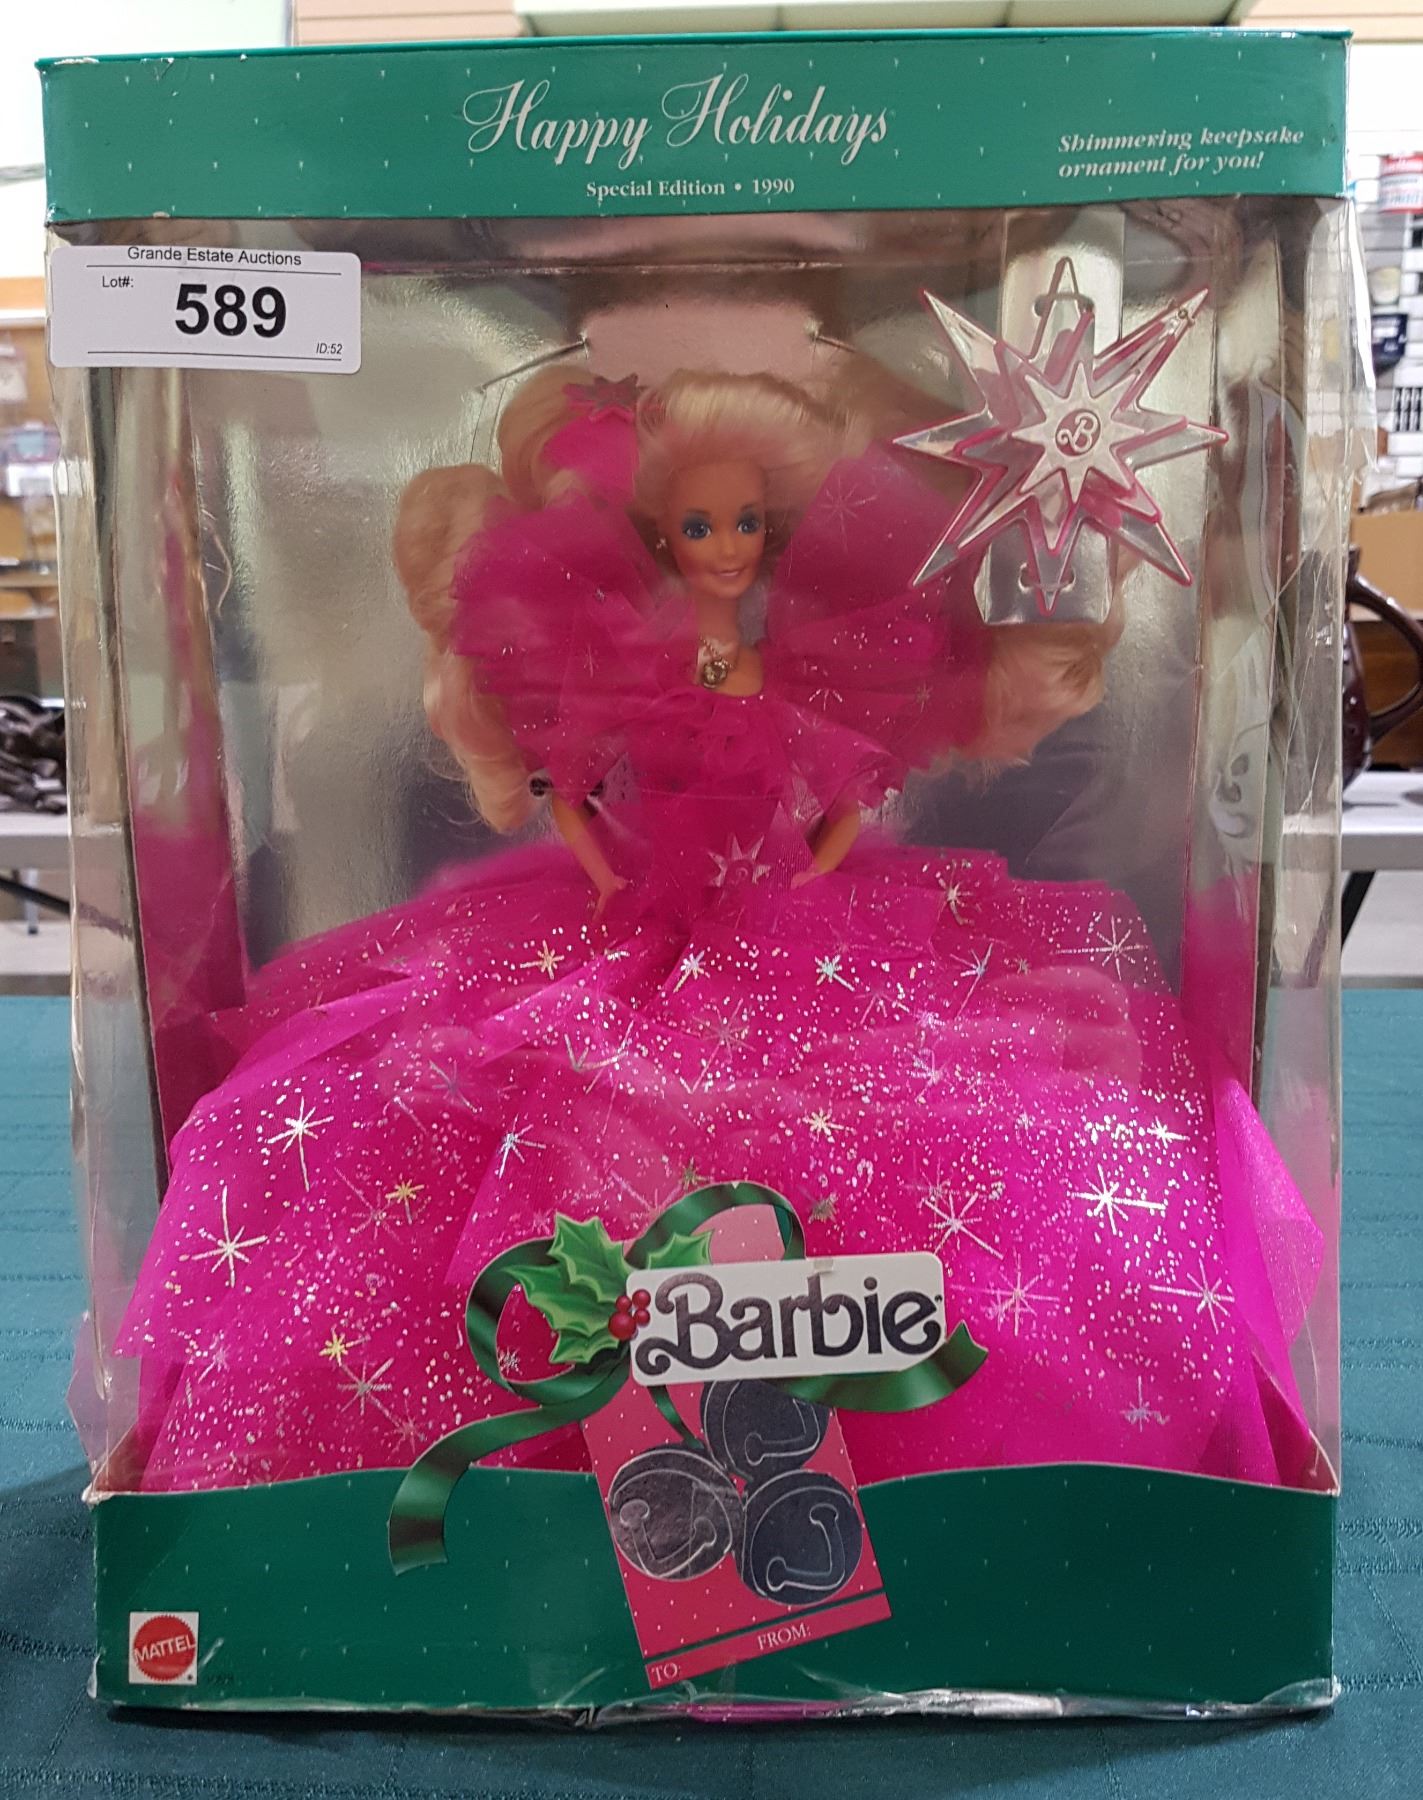 Happy Holidays
Special Edition • 1990
Shimmering keepsake
ornament for you!
Grande Estate Auctions
Lot#:
589
ID:52
B
Barbie
FROM:
TO:
MATTEL